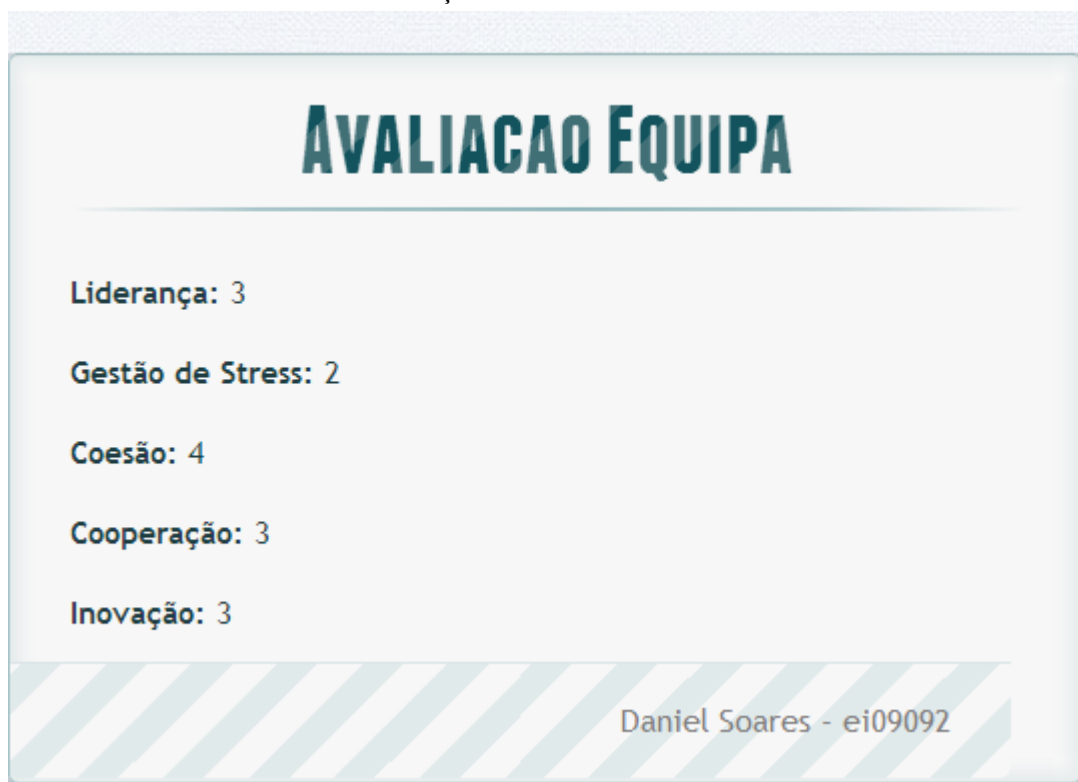 Avaliacao Equipa
Liderança: 3
Gestão de Stress: 2
Coesão: 4
Cooperação: 3
Inovação: 3
Daniel Soares - ei09092